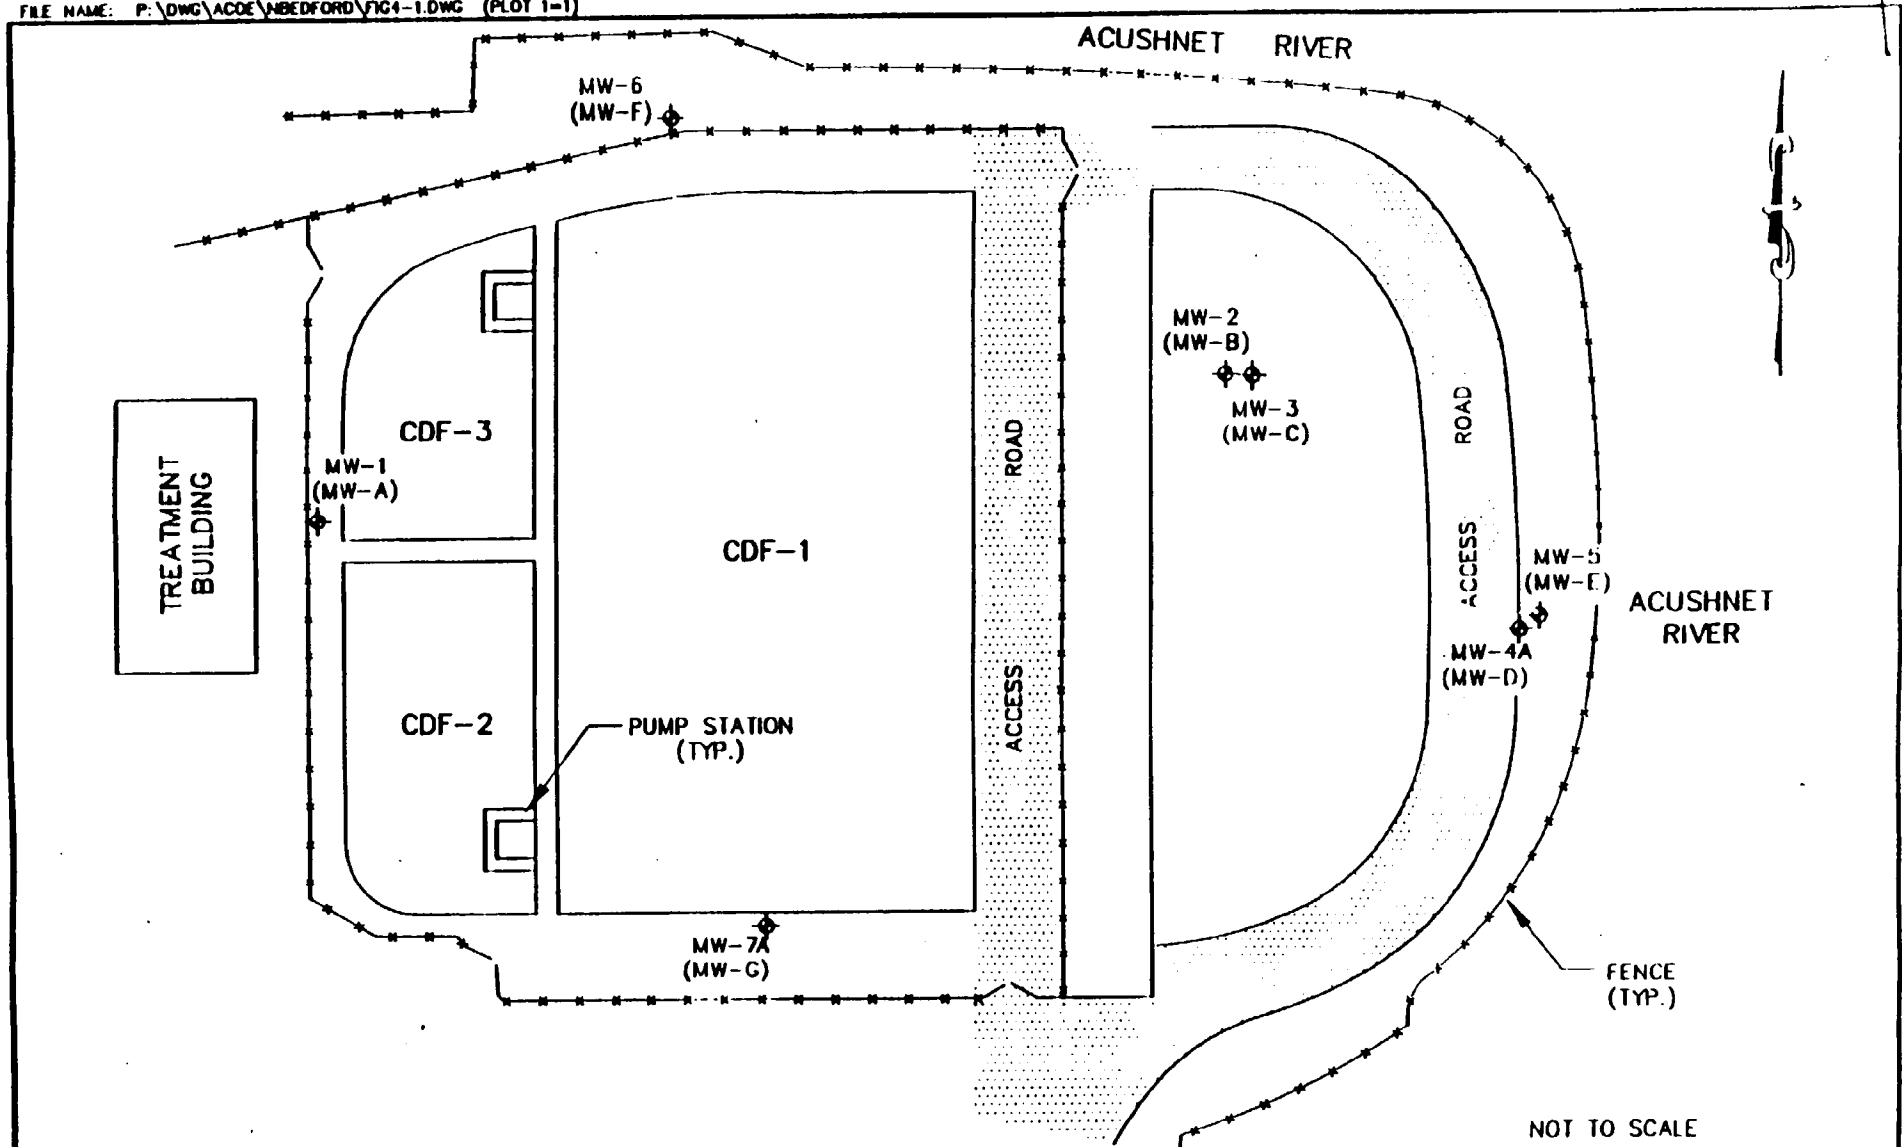 FILE NAME: P:\DWG\ACOE\NBEDFORD\FIG4-1.DWG (PLOT 1=1)
ACUSHNET RIVER
MW-6
(MW-F)
MW-2
(MW-B)
MW-3
(MW-C)
CDF-3
MW-1
(MW-A)
TREATMENT
BUILDING
CDF-1
ACCESS ROAD
ACCESS ROAD
MW-5
(MW-E)
ACUSHNET
RIVER
MW-4A
(MW-D)
CDF-2
PUMP STATION
(TYP.)
MW-7A
(MW-G)
FENCE
(TYP.)
NOT TO SCALE